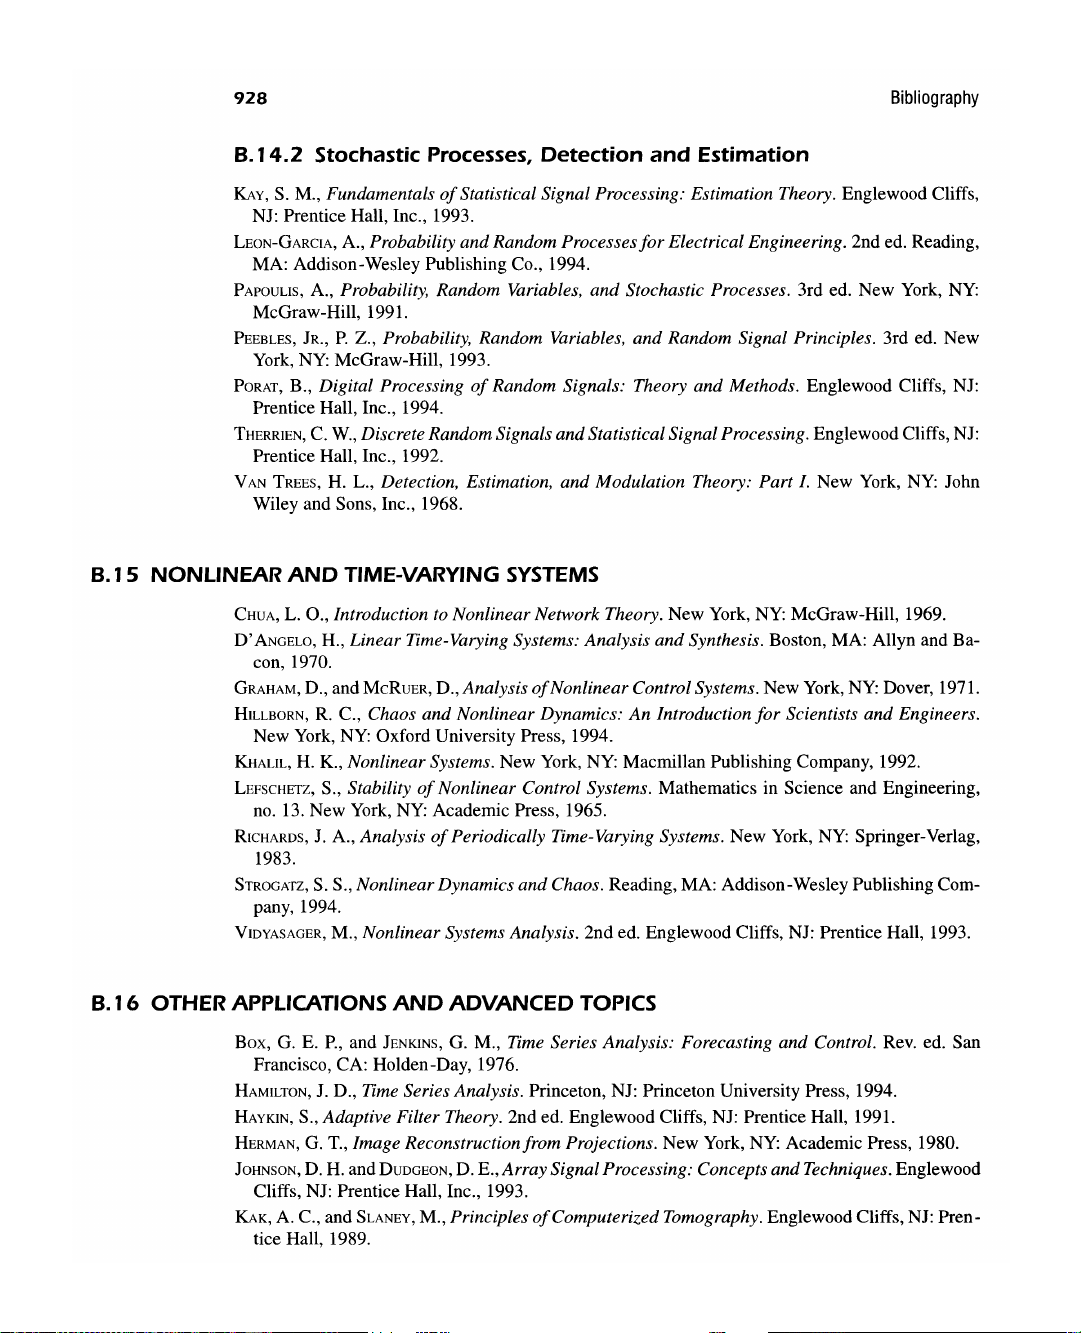 928 Bibliography
B.14.2 Stochastic Processes, Detection and Estimation
KAY, S. M., Fundamentals of Statistical Signal Processing: Estimation Theory. Englewood Cliffs,
NJ: Prentice Hall, Inc., 1993.
LEON-GARCIA, A., Probability and Random Processes for Electrical Engineering. 2nd ed. Reading,
MA: Addison-Wesley Publishing Co., 1994.
PAPOULIS, A., Probability, Random Variables, and Stochastic Processes. 3rd ed. New York, NY:
McGraw-Hill, 1991.
PEEBLES, JR., P. Z., Probability, Random Variables, and Random Signal Principles. 3rd ed. New
York, NY: McGraw-Hill, 1993.
PORAT, B., Digital Processing of Random Signals: Theory and Methods. Englewood Cliffs, NJ:
Prentice Hall, Inc., 1994.
THERRIEN, C. W., Discrete Random Signals and Statistical Signal Processing. Englewood Cliffs, NJ:
Prentice Hall, Inc., 1992.
VAN TREES, H. L., Detection, Estimation, and Modulation Theory: Part I. New York, NY: John
Wiley and Sons, Inc., 1968.
B.15 NONLINEAR AND TIME-VARYING SYSTEMS
CHUA, L. O., Introduction to Nonlinear Network Theory. New York, NY: McGraw-Hill, 1969.
D'ANGELO, H., Linear Time-Varying Systems: Analysis and Synthesis. Boston, MA: Allyn and Ba-
con, 1970.
GRAHAM, D., and MCRUER, D., Analysis of Nonlinear Control Systems. New York, NY: Dover, 1971.
HILLBORN, R. C., Chaos and Nonlinear Dynamics: An Introduction for Scientists and Engineers.
New York, NY: Oxford University Press, 1994.
KHALIL, H. K., Nonlinear Systems. New York, NY: Macmillan Publishing Company, 1992.
LEFSCHETZ, S., Stability of Nonlinear Control Systems. Mathematics in Science and Engineering,
no. 13. New York, NY: Academic Press, 1965.
RICHARDS, J. A., Analysis of Periodically Time-Varying Systems. New York, NY: Springer-Verlag,
1983.
STROGATZ, S. S., Nonlinear Dynamics and Chaos. Reading, MA: Addison-Wesley Publishing Com-
pany, 1994.
VIDYASAGER, M., Nonlinear Systems Analysis. 2nd ed. Englewood Cliffs, NJ: Prentice Hall, 1993.
B.16 OTHER APPLICATIONS AND ADVANCED TOPICS
BOX, G. E. P., and JENKINS, G. M., Time Series Analysis: Forecasting and Control. Rev. ed. San
Francisco, CA: Holden-Day, 1976.
HAMILTON, J. D., Time Series Analysis. Princeton, NJ: Princeton University Press, 1994.
HAYKIN, S., Adaptive Filter Theory. 2nd ed. Englewood Cliffs, NJ: Prentice Hall, 1991.
HERMAN, G. T., Image Reconstruction from Projections. New York, NY: Academic Press, 1980.
JOHNSON, D. H. and DUDGEON, D. E., Array Signal Processing: Concepts and Techniques. Englewood
Cliffs, NJ: Prentice Hall, Inc., 1993.
KAK, A. C., and SLANEY, M., Principles of Computerized Tomography. Englewood Cliffs, NJ: Pren-
tice Hall, 1989.